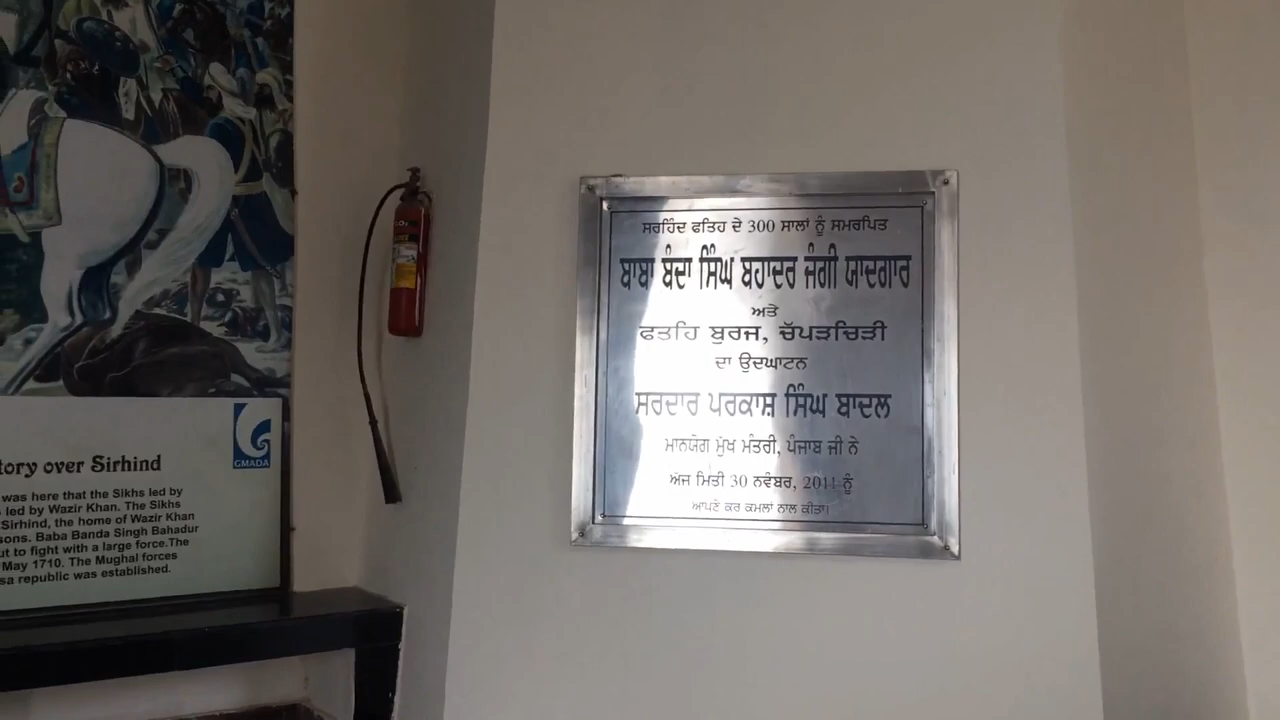 ਸਰਹਿੰਦ ਫਤਿਹ ਦੇ 300 ਸਾਲਾਂ ਨੂੰ ਸਮਰਪਿਤ
ਬਾਬਾ ਬੰਦਾ ਸਿੰਘ ਬਹਾਦਰ ਜੰਗੀ ਯਾਦਗਾਰ
ਅਤੇ
ਫਤਹਿ ਬੁਰਜ, ਚੱਪੜਚਿੜੀ
ਦਾ ਉਦਘਾਟਨ
ਸਰਦਾਰ ਪਰਕਾਸ਼ ਸਿੰਘ ਬਾਦਲ
ਮਾਨਯੋਗ ਮੁੱਖ ਮੰਤਰੀ, ਪੰਜਾਬ ਜੀ ਨੇ
ਅੱਜ ਮਿਤੀ 30 ਨਵੰਬਰ, 2011 ਨੂੰ
ਆਪਣੇ ਕਰ ਕਮਲਾਂ ਨਾਲ ਕੀਤਾ।
GMADA
tory over Sirhind
was here that the Sikhs led by
led by Wazir Khan. The Sikhs
Sirhind, the home of Wazir Khan
sons. Baba Banda Singh Bahadur
ut to fight with a large force.The
May 1710. The Mughal forces
sa republic was established.